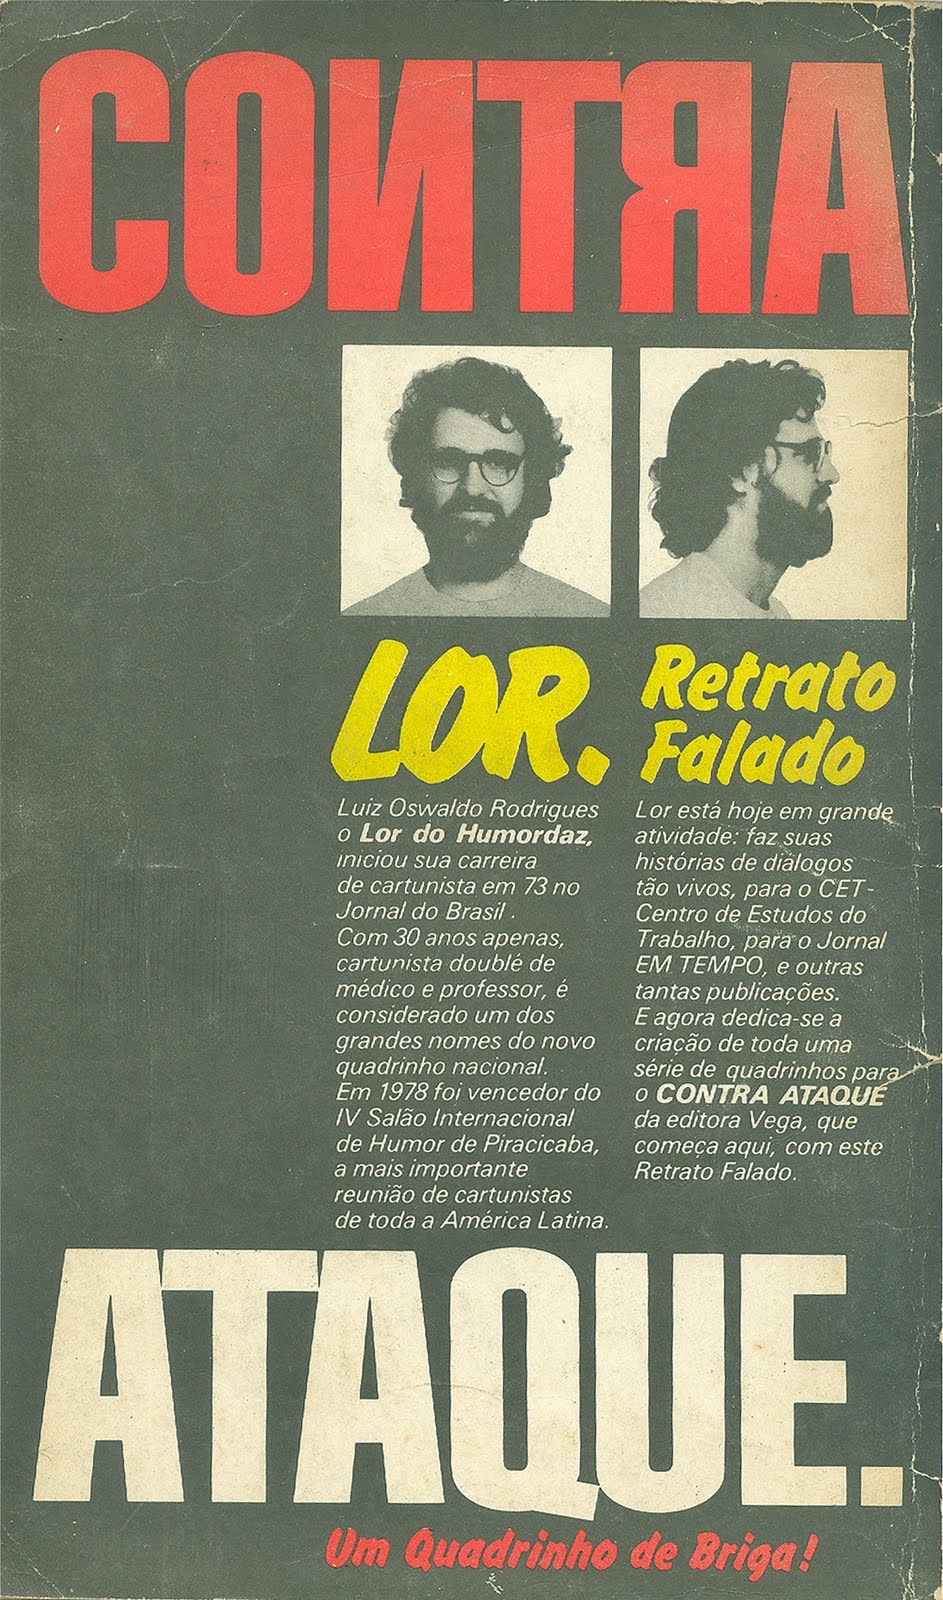 CONTRA
LOR.
Luiz Oswaldo Rodrigues
o Lor do Humordaz,
iniciou sua carreira
de cartunista em 73 no
Jornal do Brasil.
Com 30 anos apenas,
cartunista doublé de
médico e professor, é
considerado um dos
grandes nomes do novo
quadrinho nacional.
Em 1978 foi vencedor do
IV Salão Internacional
de Humor de Piracicaba,
a mais importante
reunião de cartunistas
de toda a América Latina.
Retrato
Falado
Lor está hoje em grande
atividade: faz suas
histórias de diálogos
tão vivos, para o CET-
Centro de Estudos do
Trabalho, para o Jornal
EM TEMPO, e outras
tantas publicações.
E agora dedica-se a
criação de toda uma
série de quadrinhos para
o CONTRA ATAQUE
da editora Vega, que
começa aqui, com este
Retrato Falado.
ATAQUE.
Um Quadrinho de Briga!